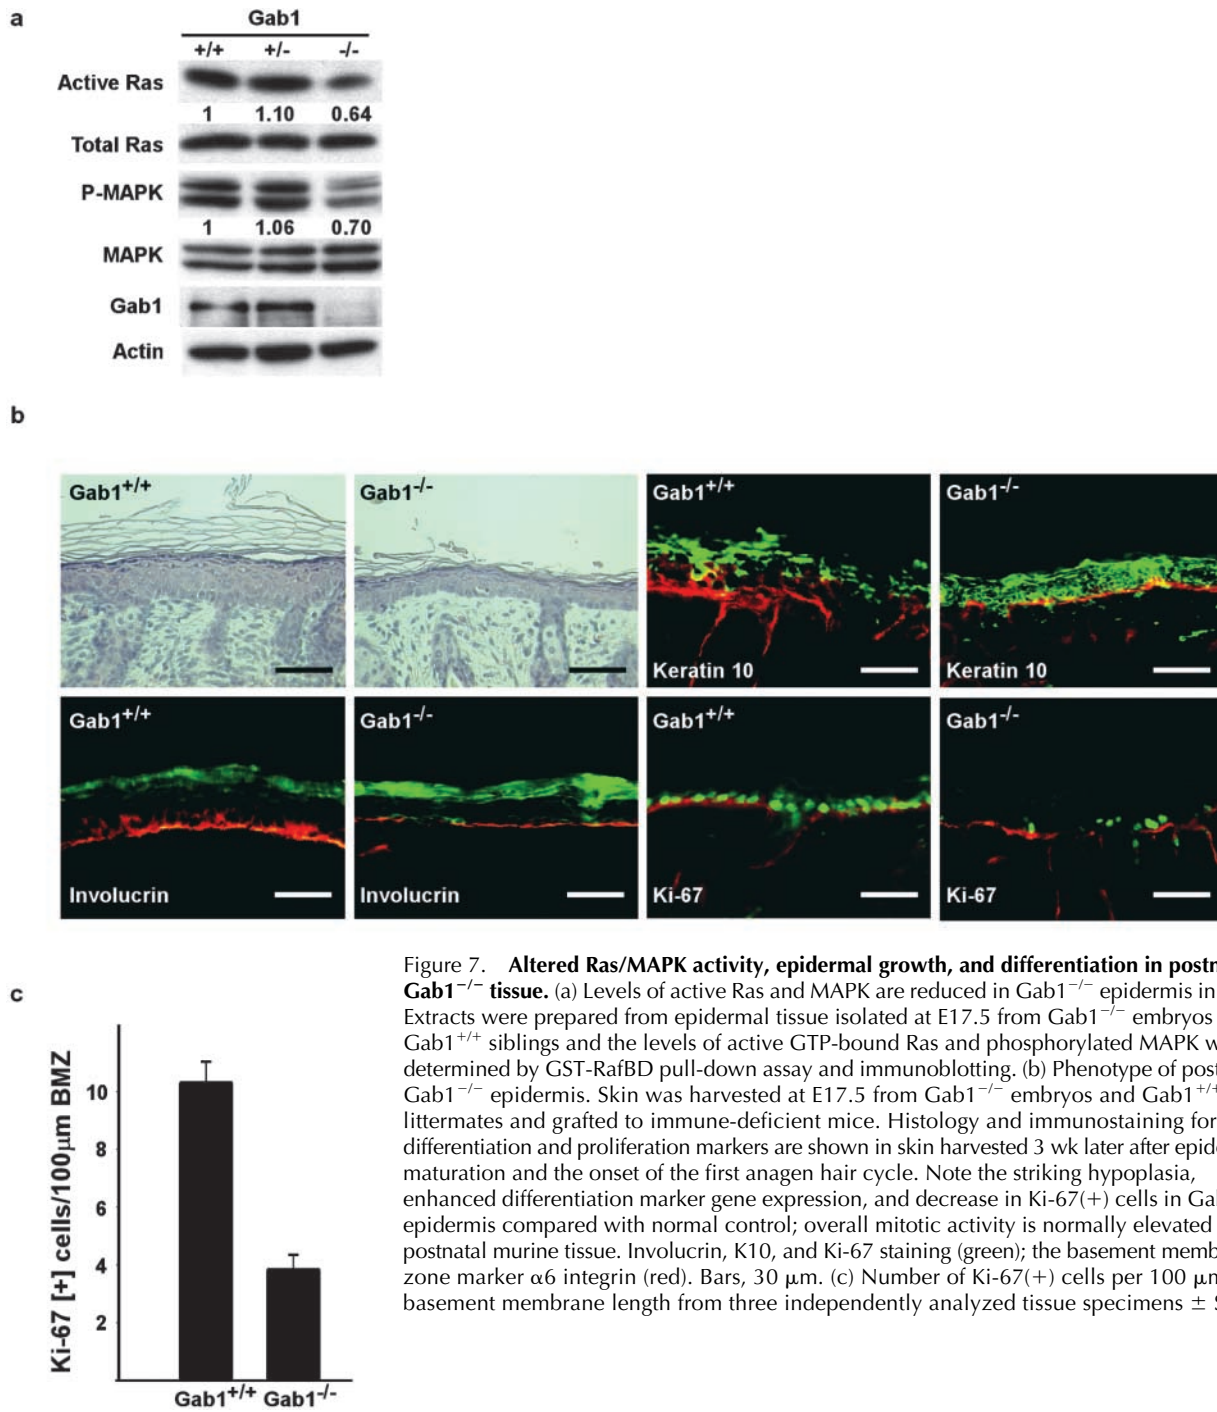 a
Gab1
+/+ +/- -/-
Active Ras
1 1.10 0.64
Total Ras
P-MAPK
1 1.06 0.70
MAPK
Gab1
Actin
b
Gab1+/+ Gab1-/- Gab1+/+ Gab1-/-
Keratin 10 Keratin 10
Gab1+/+ Gab1-/- Gab1+/+ Gab1-/-
Involucrin Involucrin Ki-67 Ki-67
c
Ki-67 [+] cells/100µm BMZ
10
8
6
4
2
Gab1+/+ Gab1-/-
Figure 7. Altered Ras/MAPK activity, epidermal growth, and differentiation in postn
Gab1−/− tissue. (a) Levels of active Ras and MAPK are reduced in Gab1−/− epidermis in
Extracts were prepared from epidermal tissue isolated at E17.5 from Gab1−/− embryos
Gab1+/+ siblings and the levels of active GTP-bound Ras and phosphorylated MAPK w
determined by GST-RafBD pull-down assay and immunoblotting. (b) Phenotype of post
Gab1−/− epidermis. Skin was harvested at E17.5 from Gab1−/− embryos and Gab1+/+
littermates and grafted to immune-deficient mice. Histology and immunostaining for
differentiation and proliferation markers are shown in skin harvested 3 wk later after epide
maturation and the onset of the first anagen hair cycle. Note the striking hypoplasia,
enhanced differentiation marker gene expression, and decrease in Ki-67(+) cells in Gab
epidermis compared with normal control; overall mitotic activity is normally elevated
postnatal murine tissue. Involucrin, K10, and Ki-67 staining (green); the basement memb
zone marker α6 integrin (red). Bars, 30 µm. (c) Number of Ki-67(+) cells per 100 µm
basement membrane length from three independently analyzed tissue specimens ± S